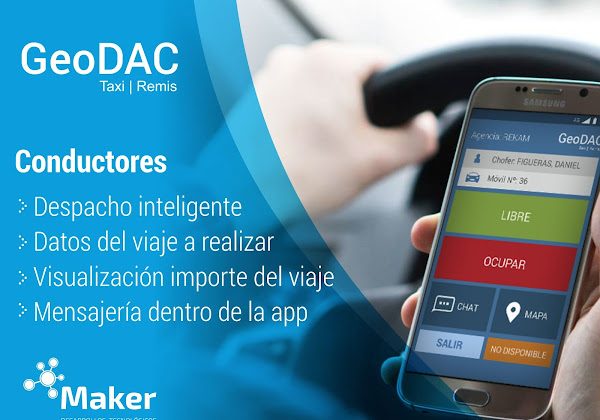 GeoDAC
Taxi | Remis
Conductores
Despacho inteligente
Datos del viaje a realizar
Visualización importe del viaje
Mensajería dentro de la app
Maker
SAMSUNG
Agencia: REKAM
GeoDAC
Chofer: FIGUERAS, DANIEL
Móvil Nº: 36
LIBRE
OCUPAR
CHAT
MAPA
SALIR
NO DISPONIBLE